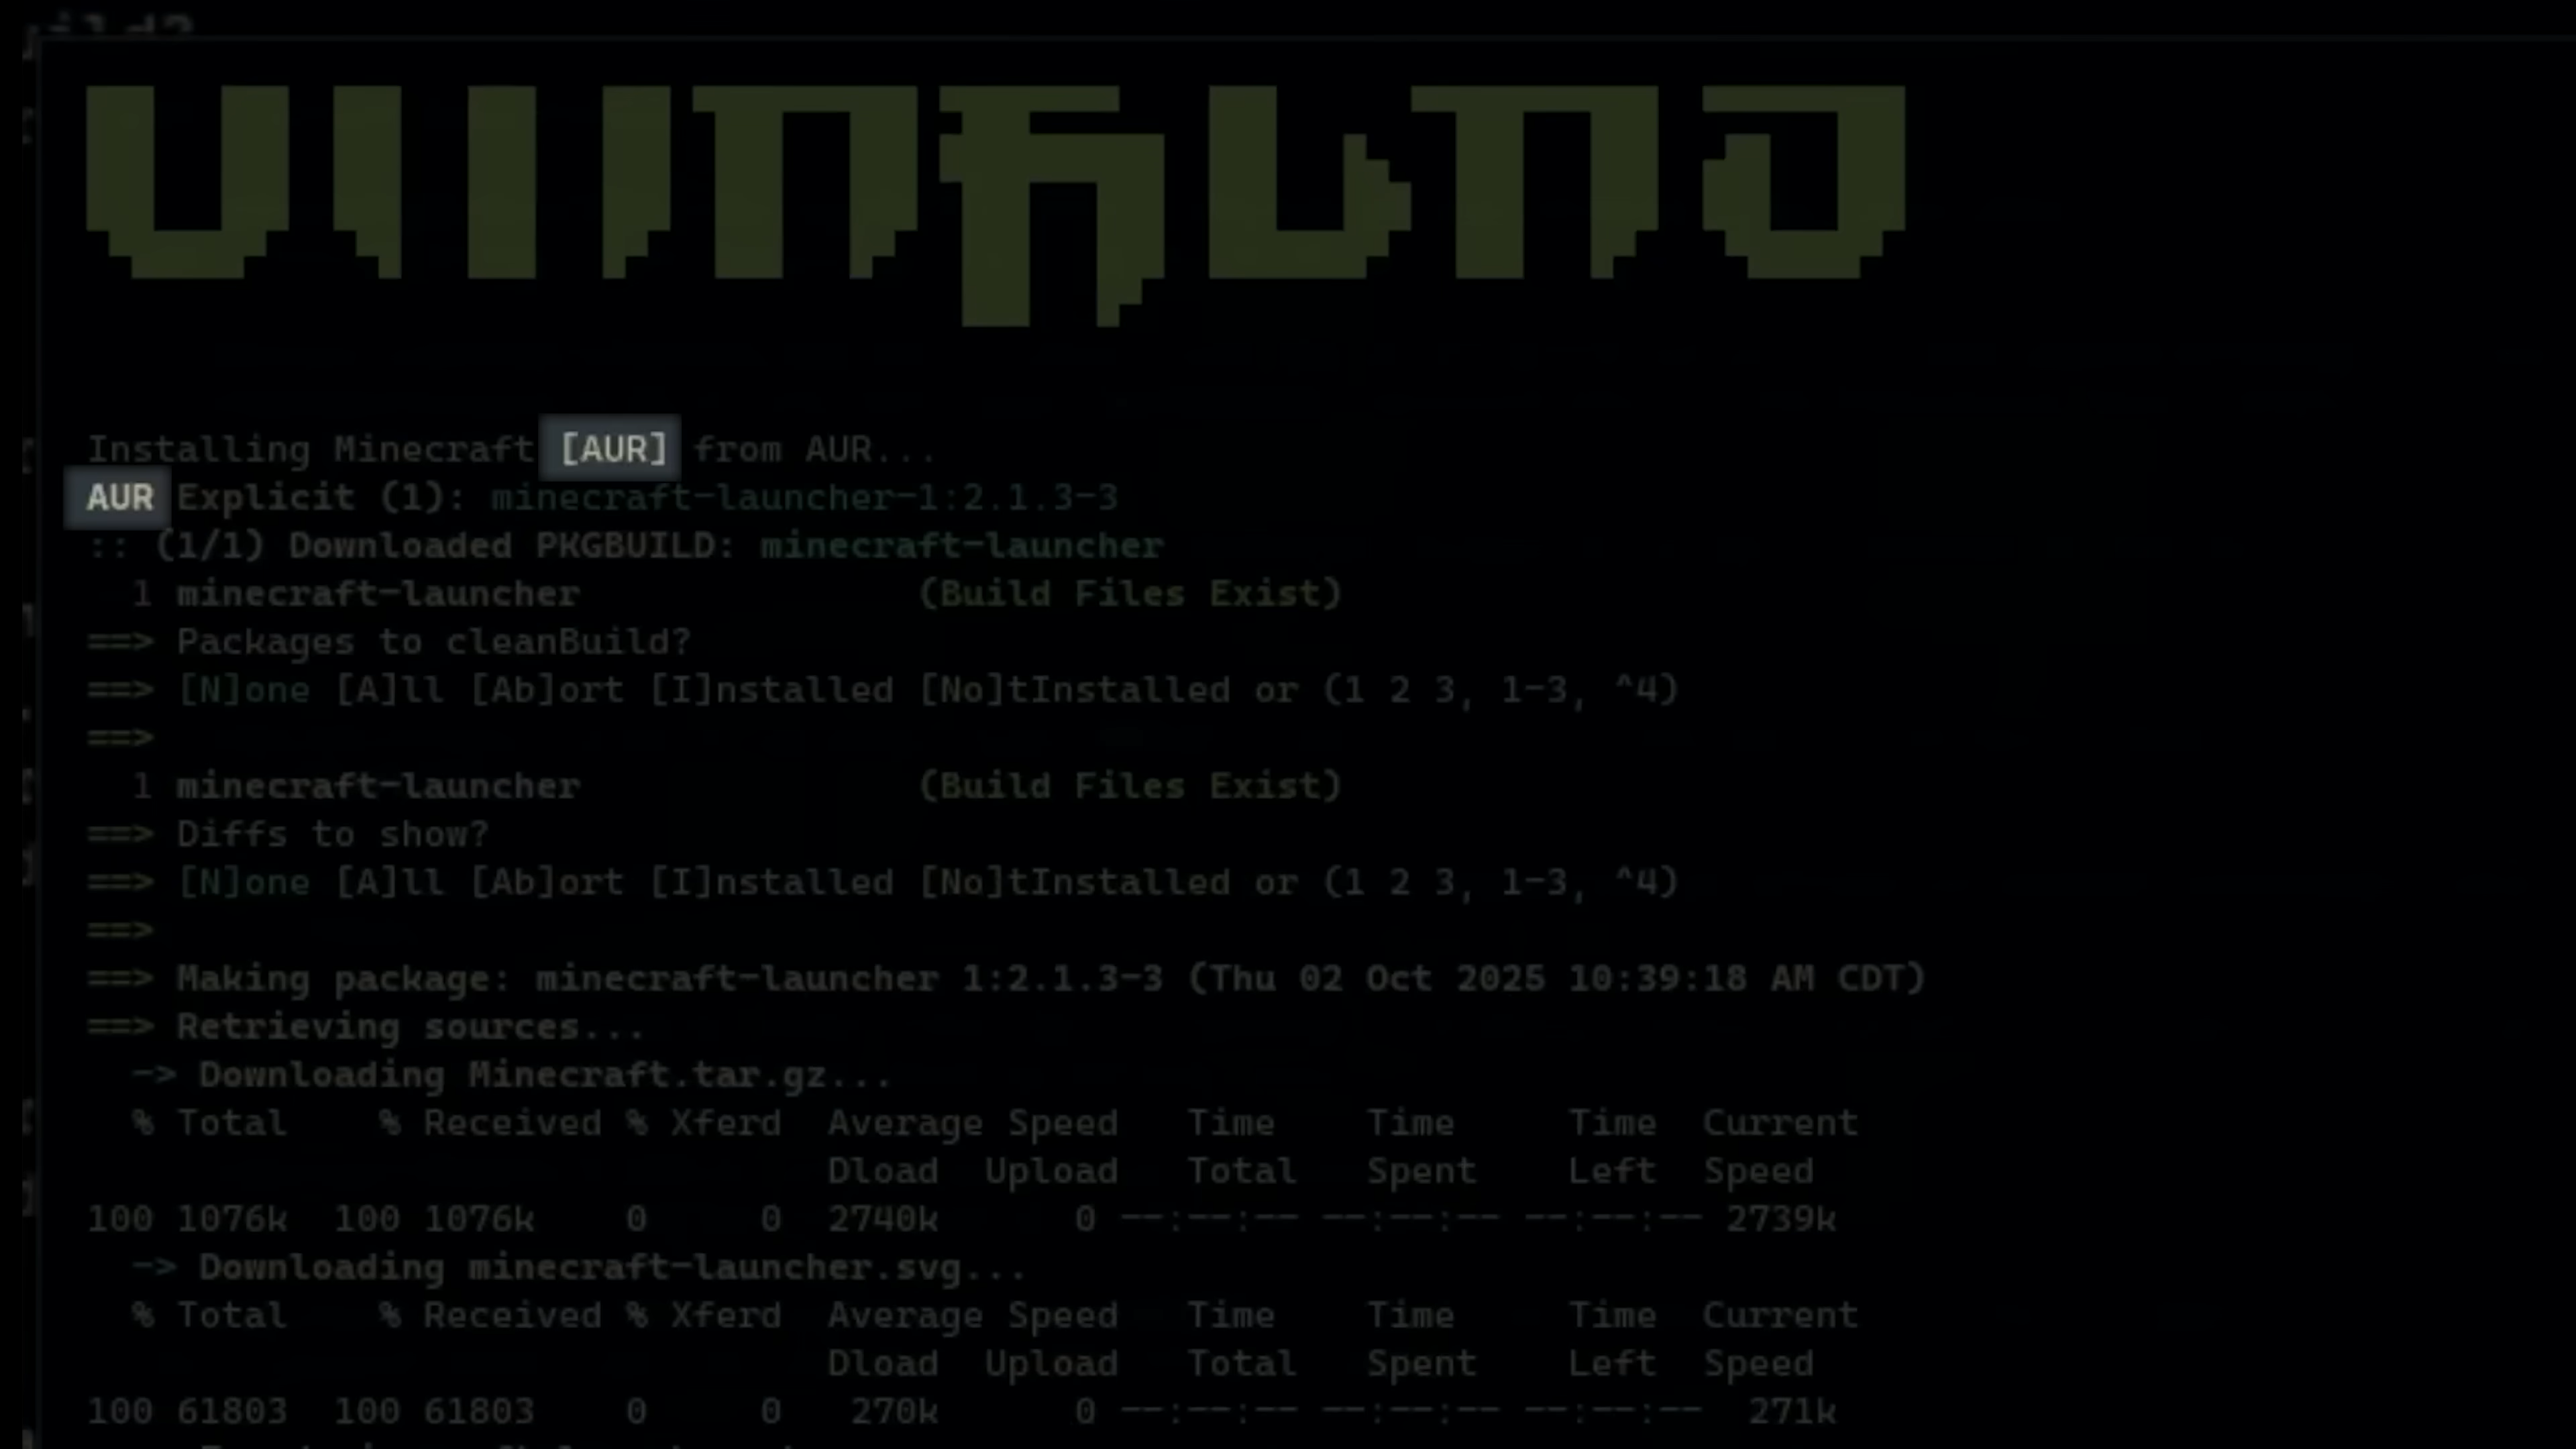 Installing Minecraft [AUR] from AUR...
AUR Explicit (1): minecraft-launcher-1:2.1.3-3
:: (1/1) Downloaded PKGBUILD: minecraft-launcher
1 minecraft-launcher (Build Files Exist)
==> Packages to cleanBuild?
==> [N]one [A]ll [Ab]ort [I]nstalled [No]tInstalled or (1 2 3, 1-3, ^4)
==>
1 minecraft-launcher (Build Files Exist)
==> Diffs to show?
==> [N]one [A]ll [Ab]ort [I]nstalled [No]tInstalled or (1 2 3, 1-3, ^4)
==>
==> Making package: minecraft-launcher 1:2.1.3-3 (Thu 02 Oct 2025 10:39:18 AM CDT)
==> Retrieving sources...
-> Downloading Minecraft.tar.gz...
% Total % Received % Xferd Average Speed Time Time Time Current
Dload Upload Total Spent Left Speed
100 1076k 100 1076k 0 0 2740k 0 --:--:-- --:--:-- --:--:-- 2739k
-> Downloading minecraft-launcher.svg...
% Total % Received % Xferd Average Speed Time Time Time Current
Dload Upload Total Spent Left Speed
100 61803 100 61803 0 0 270k 0 --:--:-- --:--:-- --:--:-- 271k